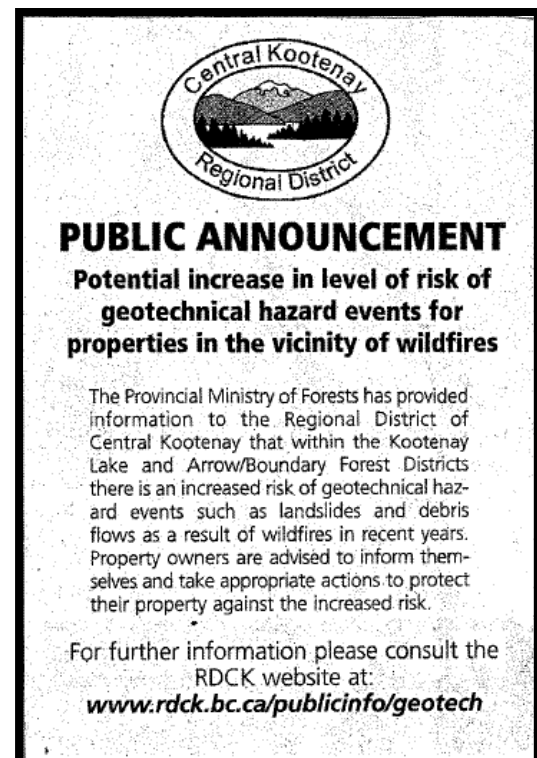 Central Kootenay
Regional District
PUBLIC ANNOUNCEMENT
Potential increase in level of risk of
geotechnical hazard events for
properties in the vicinity of wildfires
The Provincial Ministry of Forests has provided
information to the Regional District of
Central Kootenay that within the Kootenay
Lake and Arrow/Boundary Forest Districts
there is an increased risk of geotechnical haz-
ard events such as landslides and debris
flows as a result of wildfires in recent years.
Property owners are advised to inform them-
selves and take appropriate actions to protect
their property against the increased risk.
For further information please consult the
RDCK website at:
www.rdck.bc.ca/publicinfo/geotech